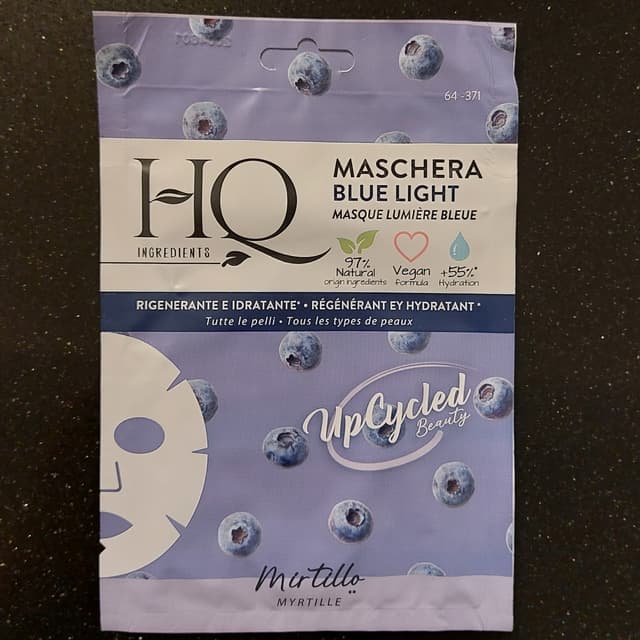 64 -371
HQ
INGREDIENTS
MASCHERA
BLUE LIGHT
MASQUE LUMIÈRE BLEUE
97%
Natural
origin ingredients
Vegan
formula
+55%*
Hydration
RIGENERANTE E IDRATANTE* • RÉGÉNÉRANT EY HYDRATANT*
Tutte le pelli • Tous les types de peaux
UpCycled
Beauty
Mirtillo
MYRTILLE